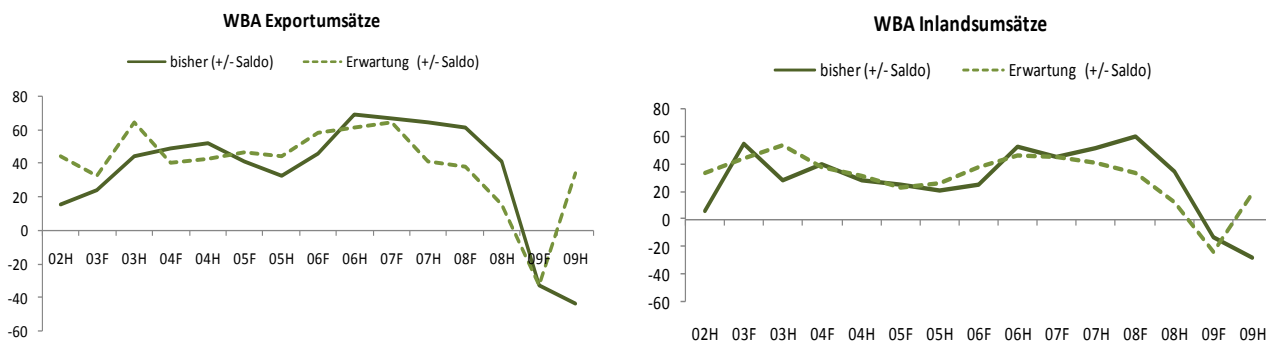 WBA Exportumsätze
bisher (+/- Saldo) Erwartung (+/- Saldo)
80
60
40
20
0
-20
-40
-60
02H 03F 03H 04F 04H 05F 05H 06F 06H 07F 07H 08F 08H 09F 09H
WBA Inlandsumsätze
bisher (+/- Saldo) Erwartung (+/- Saldo)
80
60
40
20
0
-20
-40
-60
02H 03F 03H 04F 04H 05F 05H 06F 06H 07F 07H 08F 08H 09F 09H